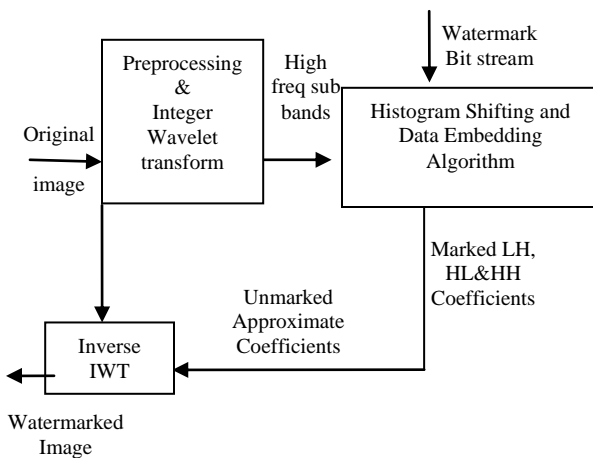 Original
image
Preprocessing
&
Integer
Wavelet
transform
High
freq sub
bands
Watermark
Bit stream
Histogram Shifting and
Data Embedding
Algorithm
Marked LH,
HL&HH
Coefficients
Unmarked
Approximate
Coefficients
Inverse
IWT
Watermarked
Image